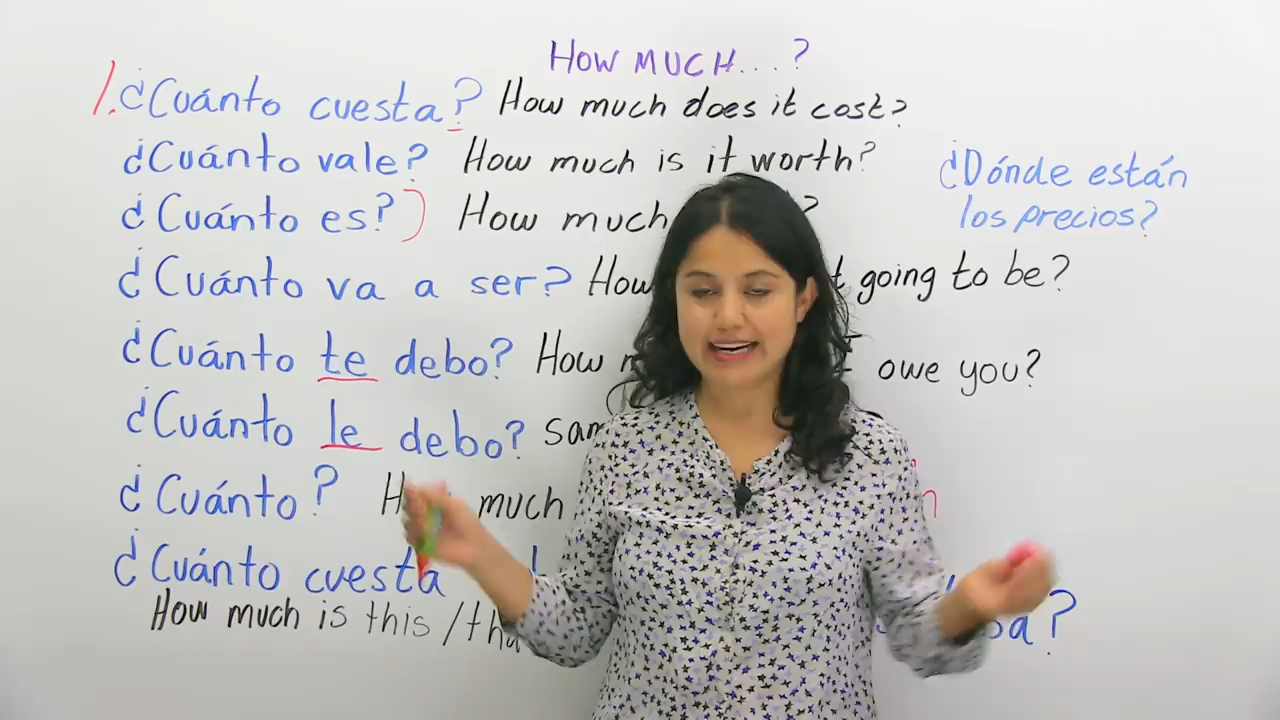 HOW MUCH...?
1. ¿Cuánto cuesta? How much does it cost?
¿Cuánto vale? How much is it worth?
¿Dónde están
los precios?
¿Cuánto es? How much ?
¿Cuánto va a ser? How going to be?
¿Cuánto te debo? How I owe you?
¿Cuánto le debo?
¿Cuánto? How much
¿Cuánto cuesta
How much is this /